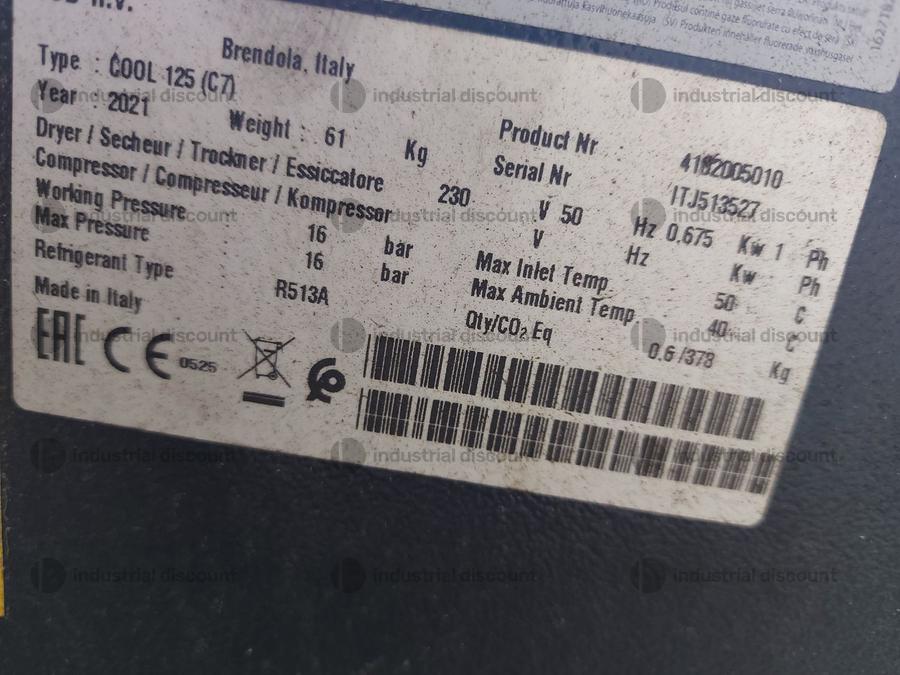 Brendola, Italy
Type : COOL 125 (C7)
Year 2021 Weight : 61 Kg
Product Nr 4182005010
Serial Nr ITJ513527
Dryer / Secheur / Trockner / Essiccatore 230 V 50 Hz 0,675 Kw 1 Ph
Compressor / Compresseur / Kompressor V Hz Kw Ph
Working Pressure 16 bar Max Inlet Temp 50 C
Max Pressure 16 bar Max Ambient Temp 40 C
Refrigerant Type R513A Qty/CO₂ Eq 0.6 /378 Kg
Made in Italy
EAC CE 0525
industrial discount